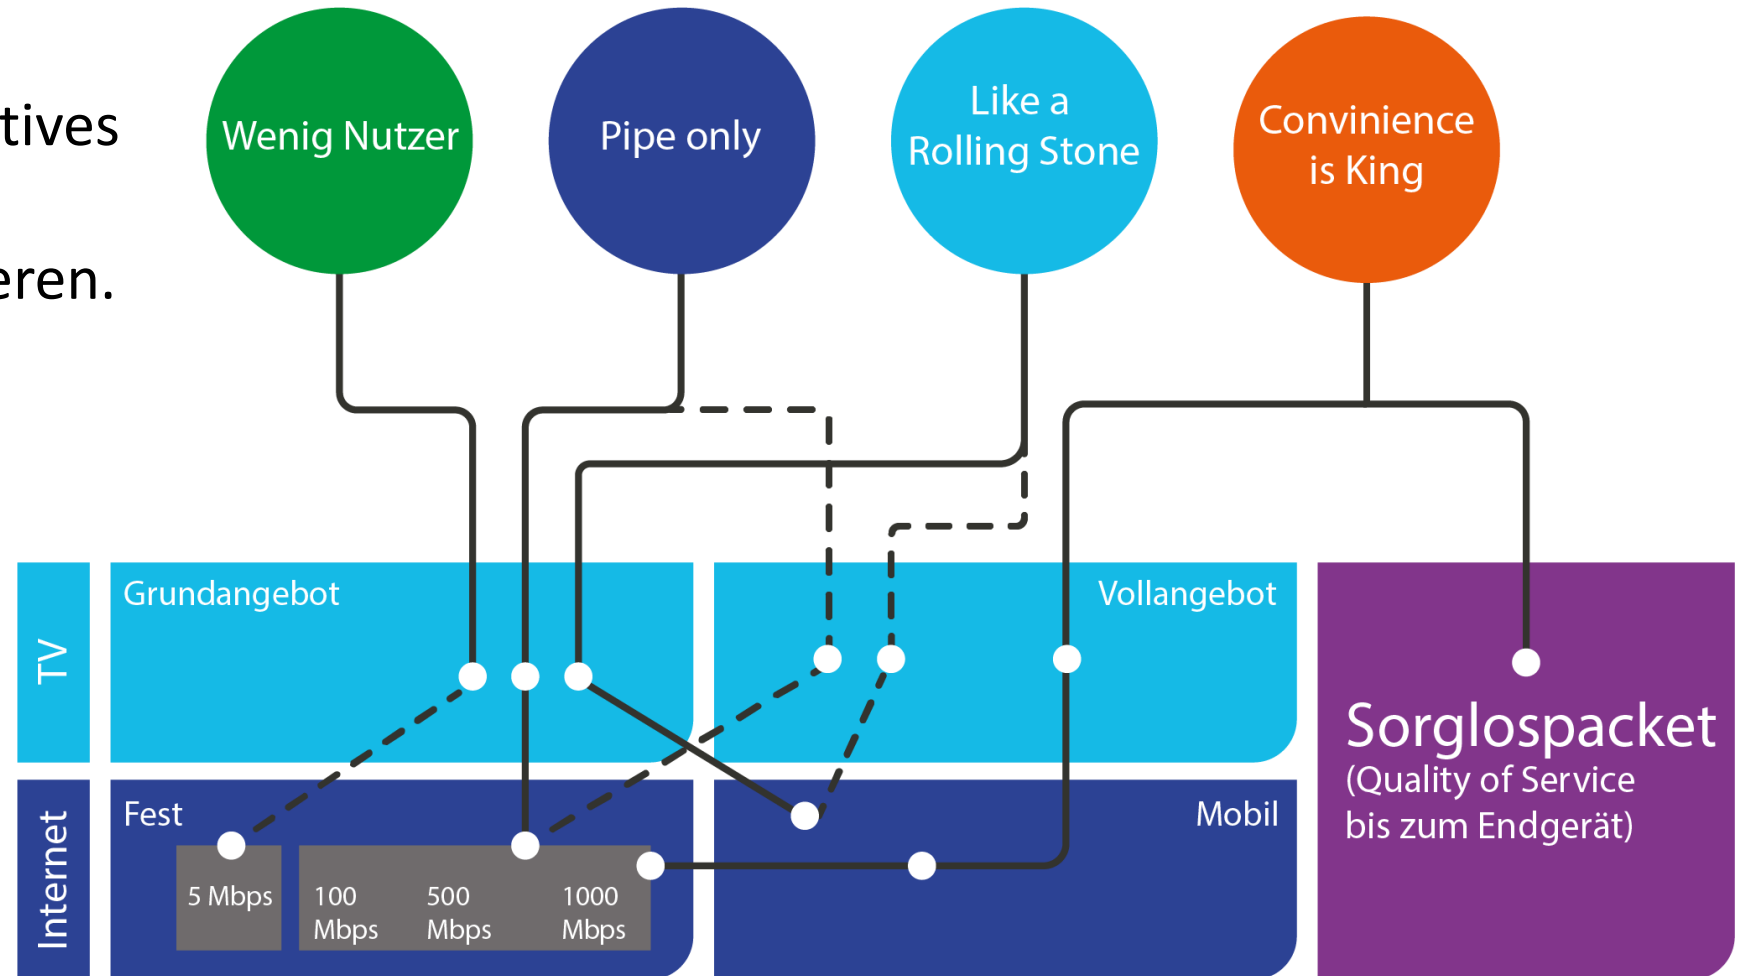 tives
eren.
Wenig Nutzer
Pipe only
Like a
Rolling Stone
Convinience
is King
TV
Grundangebot
Vollangebot
Internet
Fest
5 Mbps
100
Mbps
500
Mbps
1000
Mbps
Mobil
Sorglospacket
(Quality of Service
bis zum Endgerät)